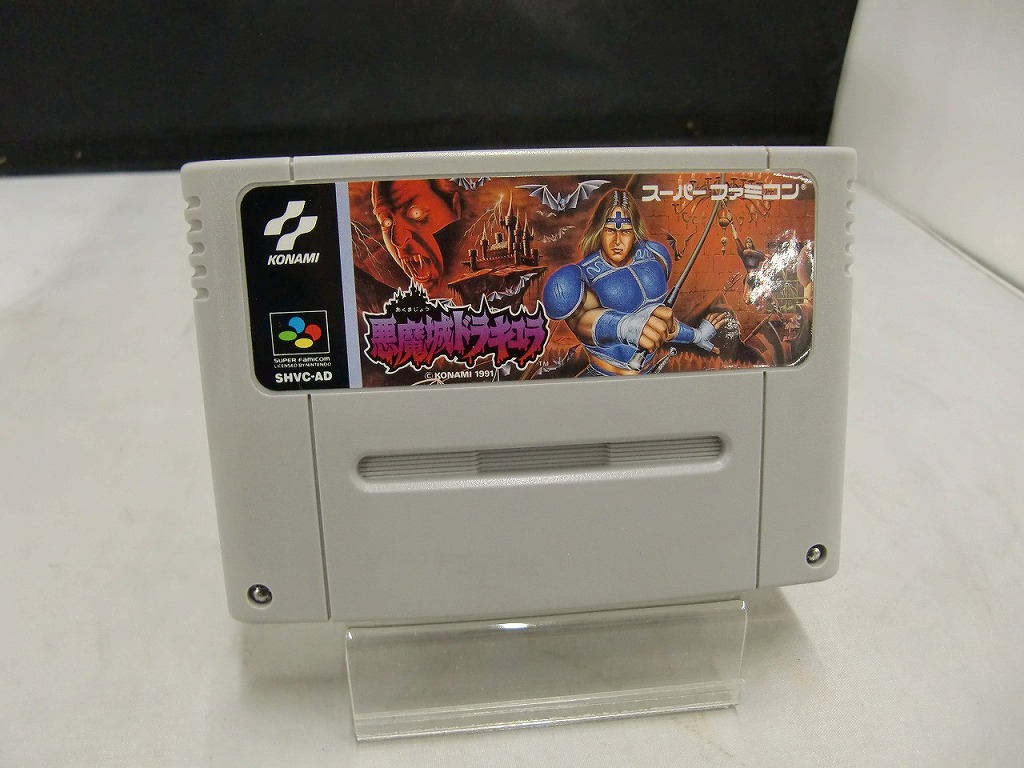 KONAMI
SUPER FAMICOM
LICENSED BY NINTENDO
SHVC-AD
スーパーファミコン®
あくまじょう
悪魔城ドラキュラ
TM
© KONAMI 1991